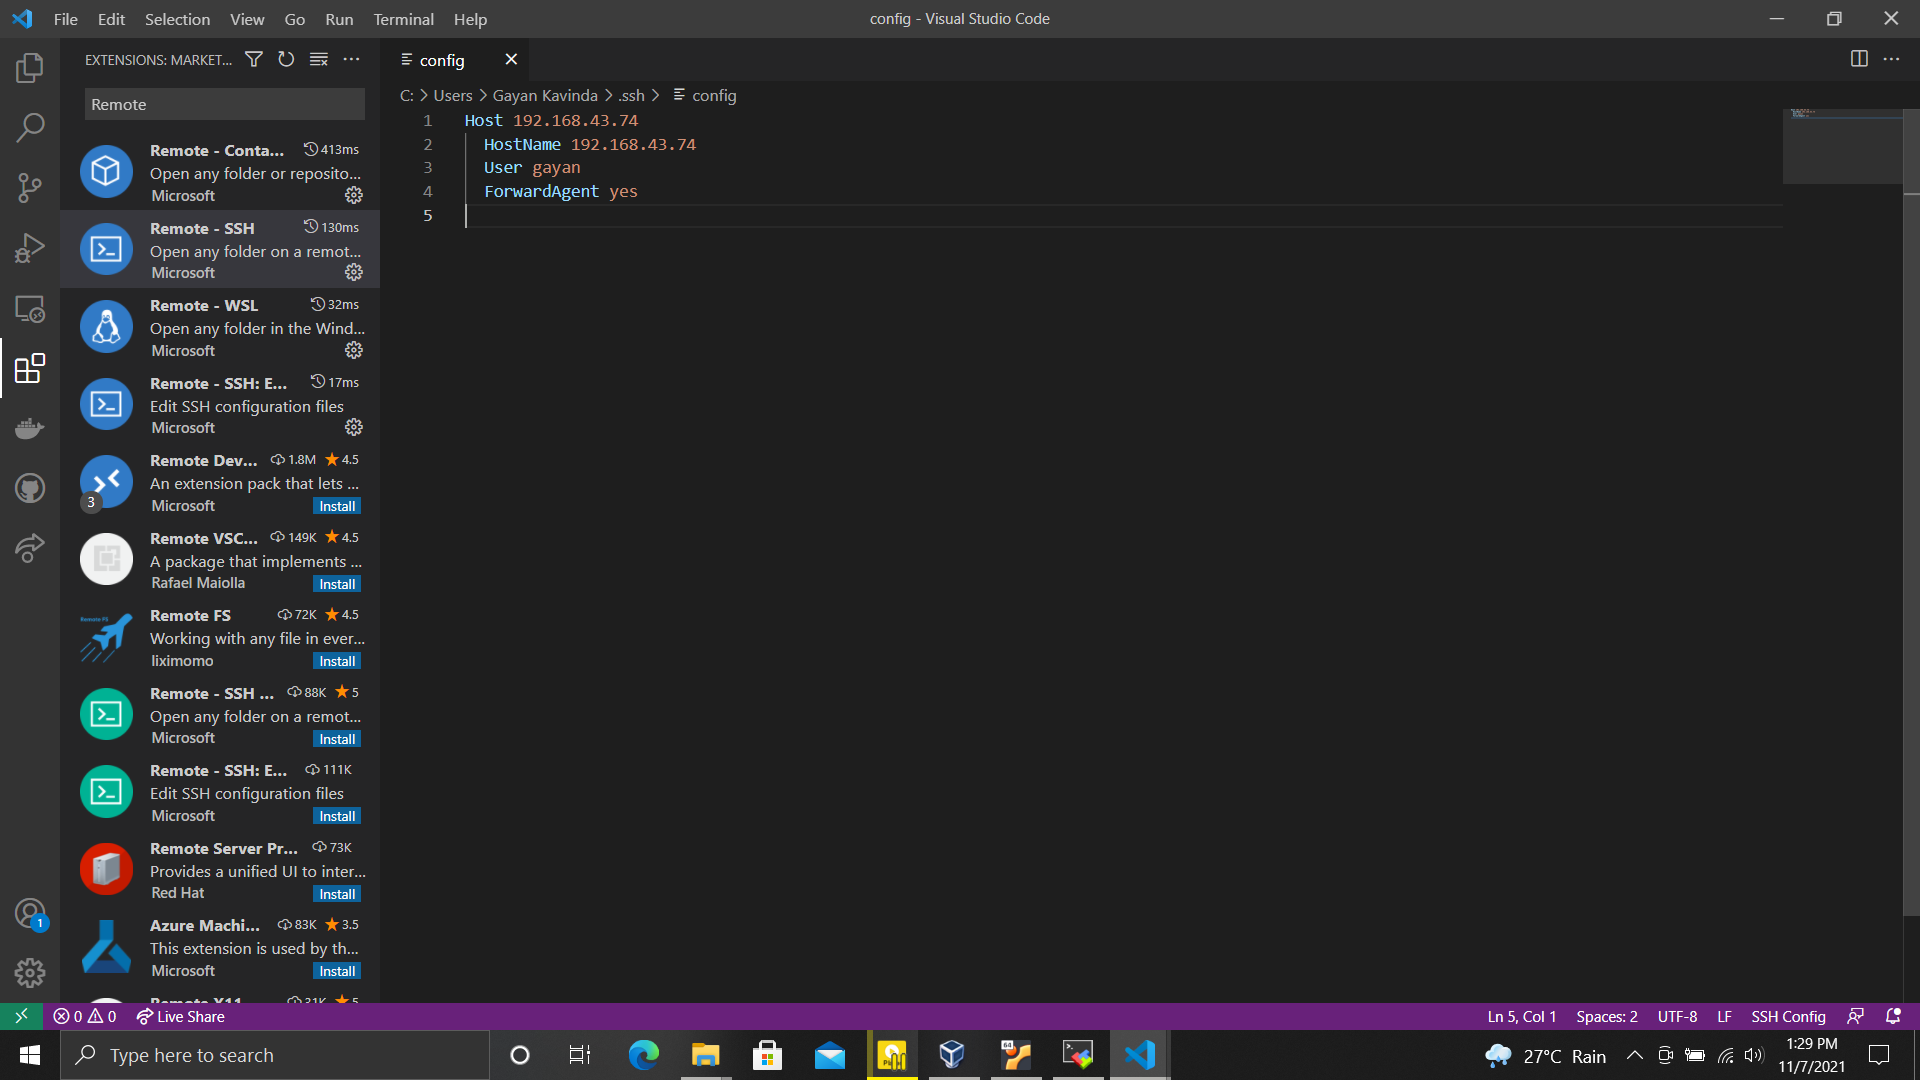 File Edit Selection View Go Run Terminal Help
config - Visual Studio Code
EXTENSIONS: MARKET...
Remote
Remote - Conta... 413ms
Open any folder or reposito...
Microsoft
Remote - SSH 130ms
Open any folder on a remot...
Microsoft
Remote - WSL 32ms
Open any folder in the Wind...
Microsoft
Remote - SSH: E... 17ms
Edit SSH configuration files
Microsoft
Remote Dev... 1.8M 4.5
An extension pack that lets ...
3
Microsoft Install
Remote VSC... 149K 4.5
A package that implements ...
Rafael Maiolla Install
Remote FS 72K 4.5
Working with any file in ever...
liximomo Install
Remote - SSH ... 88K 5
Open any folder on a remot...
Microsoft Install
Remote - SSH: E... 111K
Edit SSH configuration files
Microsoft Install
Remote Server Pr... 73K
Provides a unified UI to inter...
Red Hat Install
Azure Machi... 83K 3.5
This extension is used by th...
Microsoft Install
Remote X11 31K 5
1
config
C: > Users > Gayan Kavinda > .ssh > config
1 Host 192.168.43.74
2 HostName 192.168.43.74
3 User gayan
4 ForwardAgent yes
5
0 0 Live Share
Ln 5, Col 1 Spaces: 2 UTF-8 LF SSH Config
Type here to search
64
27°C Rain
1:29 PM
11/7/2021